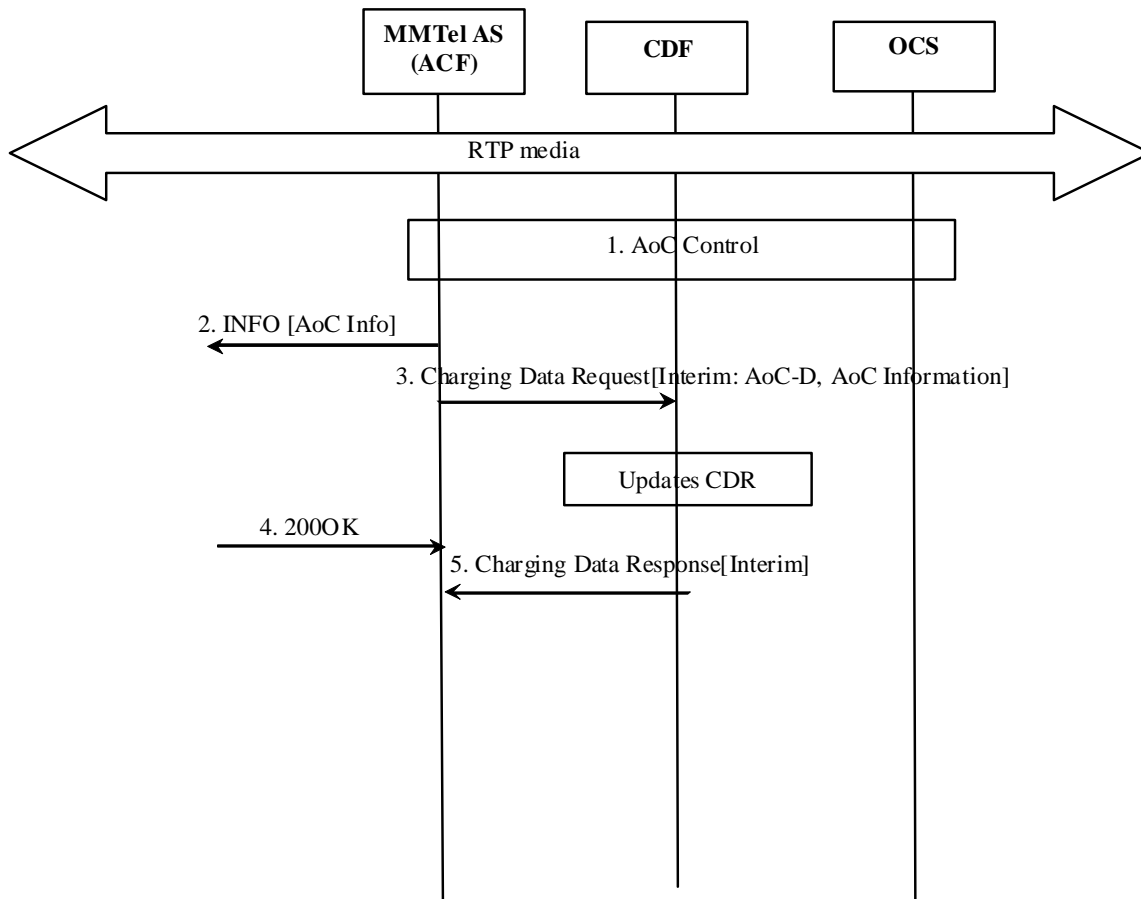 MMTel AS
(ACF)
CDF
OCS
RTP media
1. AoC Control
2. INFO [AoC Info]
3. Charging Data Request[Interim: AoC-D, AoC Information]
Updates CDR
4. 200OK
5. Charging Data Response[Interim]